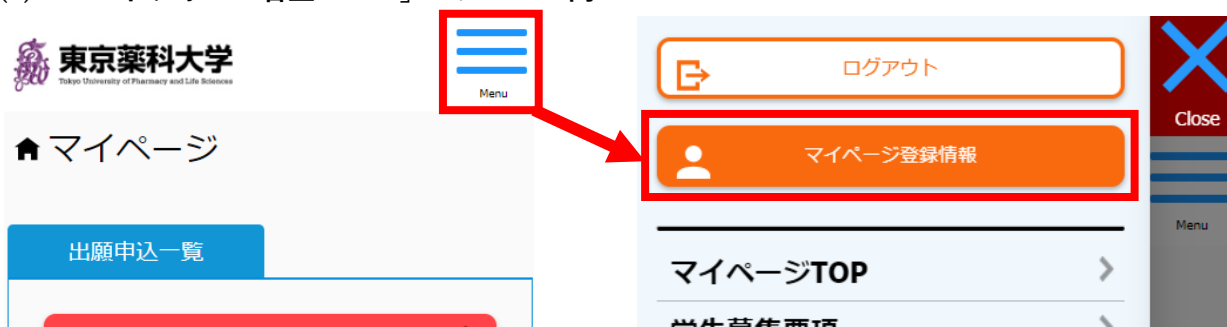 東京薬科大学
Tokyo University of Pharmacy and Life Sciences
Menu
マイページ
出願申込一覧
ログアウト
マイページ登録情報
マイページTOP
Close
Menu